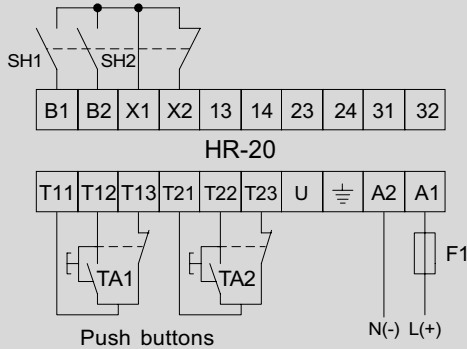 SH1 SH2
B1 B2 X1 X2 13 14 23 24 31 32
HR-20
T11 T12 T13 T21 T22 T23 U A2 A1
F1
TA1 TA2
N(-) L(+)
Push buttons